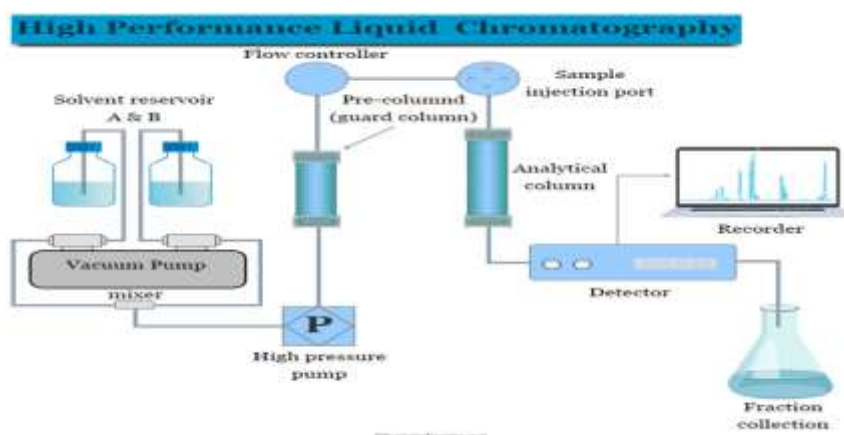 High Performance Liquid Chromatography
Flow controller
Solvent reservoir
A & B
Pre-columnd
(guard column)
Sample
injection port
Analytical
column
Recorder
Vacuum Pump
mixer
Detector
P
High pressure
pump
Fraction
collection